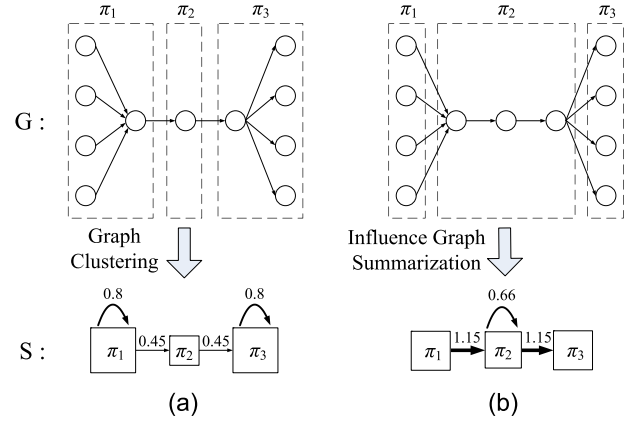 π1 π2 π3 π1 π2 π3
G :
Graph Clustering
Influence Graph Summarization
0.8 0.8 0.66
S : π1 0.45 π2 0.45 π3 π1 1.15 π2 1.15 π3
(a) (b)